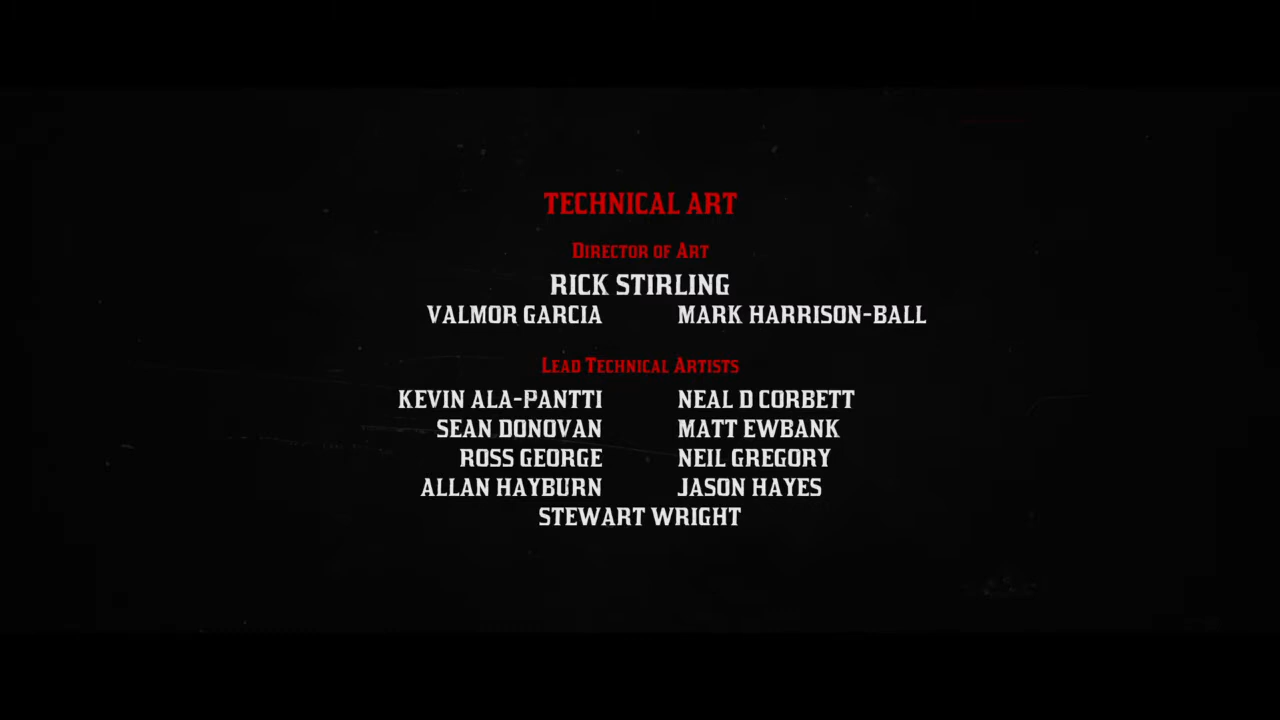 TECHNICAL ART
DIRECTOR OF ART
RICK STIRLING
VALMOR GARCIA MARK HARRISON-BALL
LEAD TECHNICAL ARTISTS
KEVIN ALA-PANTTI NEAL D CORBETT
SEAN DONOVAN MATT EWBANK
ROSS GEORGE NEIL GREGORY
ALLAN HAYBURN JASON HAYES
STEWART WRIGHT